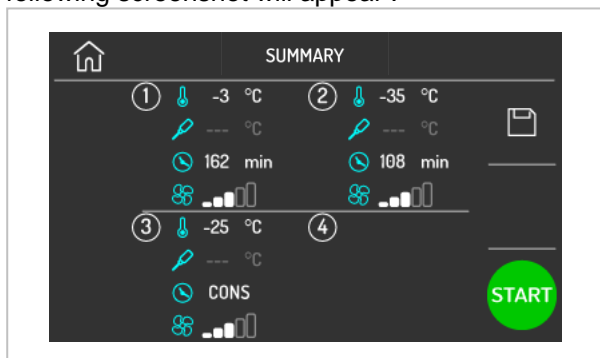 following screenshot will appear :
SUMMARY
1 -3 °C 2 -35 °C
--- °C --- °C
162 min 108 min
3 -25 °C 4
--- °C
CONS
START